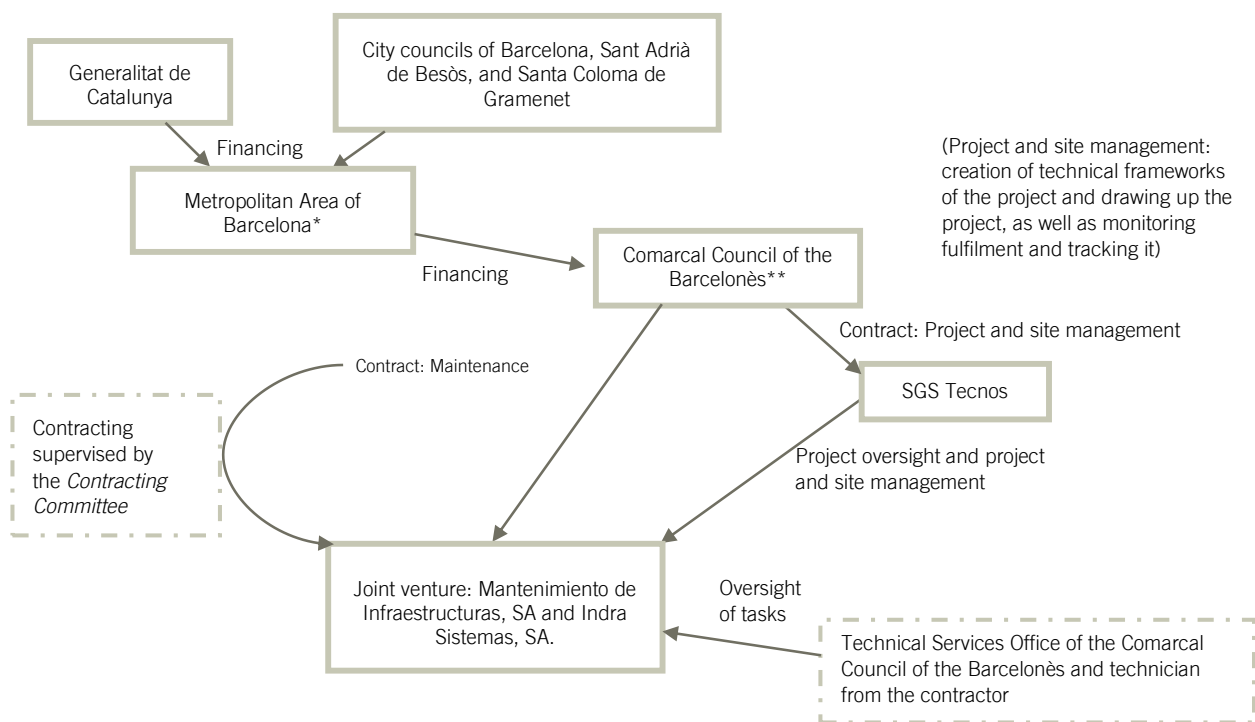 Generalitat de
Catalunya
City councils of Barcelona, Sant Adrià
de Besòs, and Santa Coloma de
Gramenet
Financing
(Project and site management:
creation of technical frameworks
of the project and drawing up the
project, as well as monitoring
fulfilment and tracking it)
Metropolitan Area of
Barcelona*
Financing
Comarcal Council of the
Barcelonès**
Contract: Project and site management
Contract: Maintenance
SGS Tecnos
Contracting
supervised by
the Contracting
Committee
Project oversight and project
and site management
Joint venture: Mantenimiento de
Infraestructuras, SA and Indra
Sistemas, SA.
Oversight
of tasks
Technical Services Office of the Comarcal
Council of the Barcelonès and technician
from the contractor